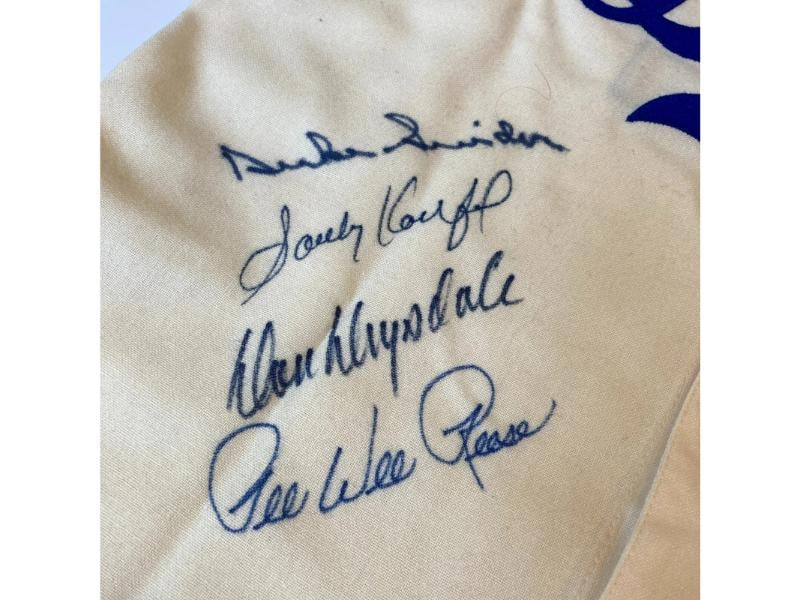 Duke Snider
Sandy Koufax
Don Drysdale
Pee Wee Reese